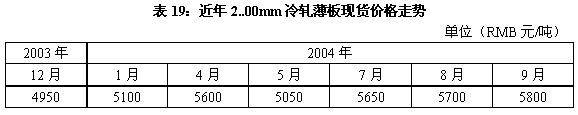 表 19：近年 2..00mm 冷轧薄板现货价格走势
单位（RMB 元/吨）
2003 年 2004 年
12 月 1 月 4 月 5 月 7 月 8 月 9 月
4950 5100 5600 5050 5650 5700 5800